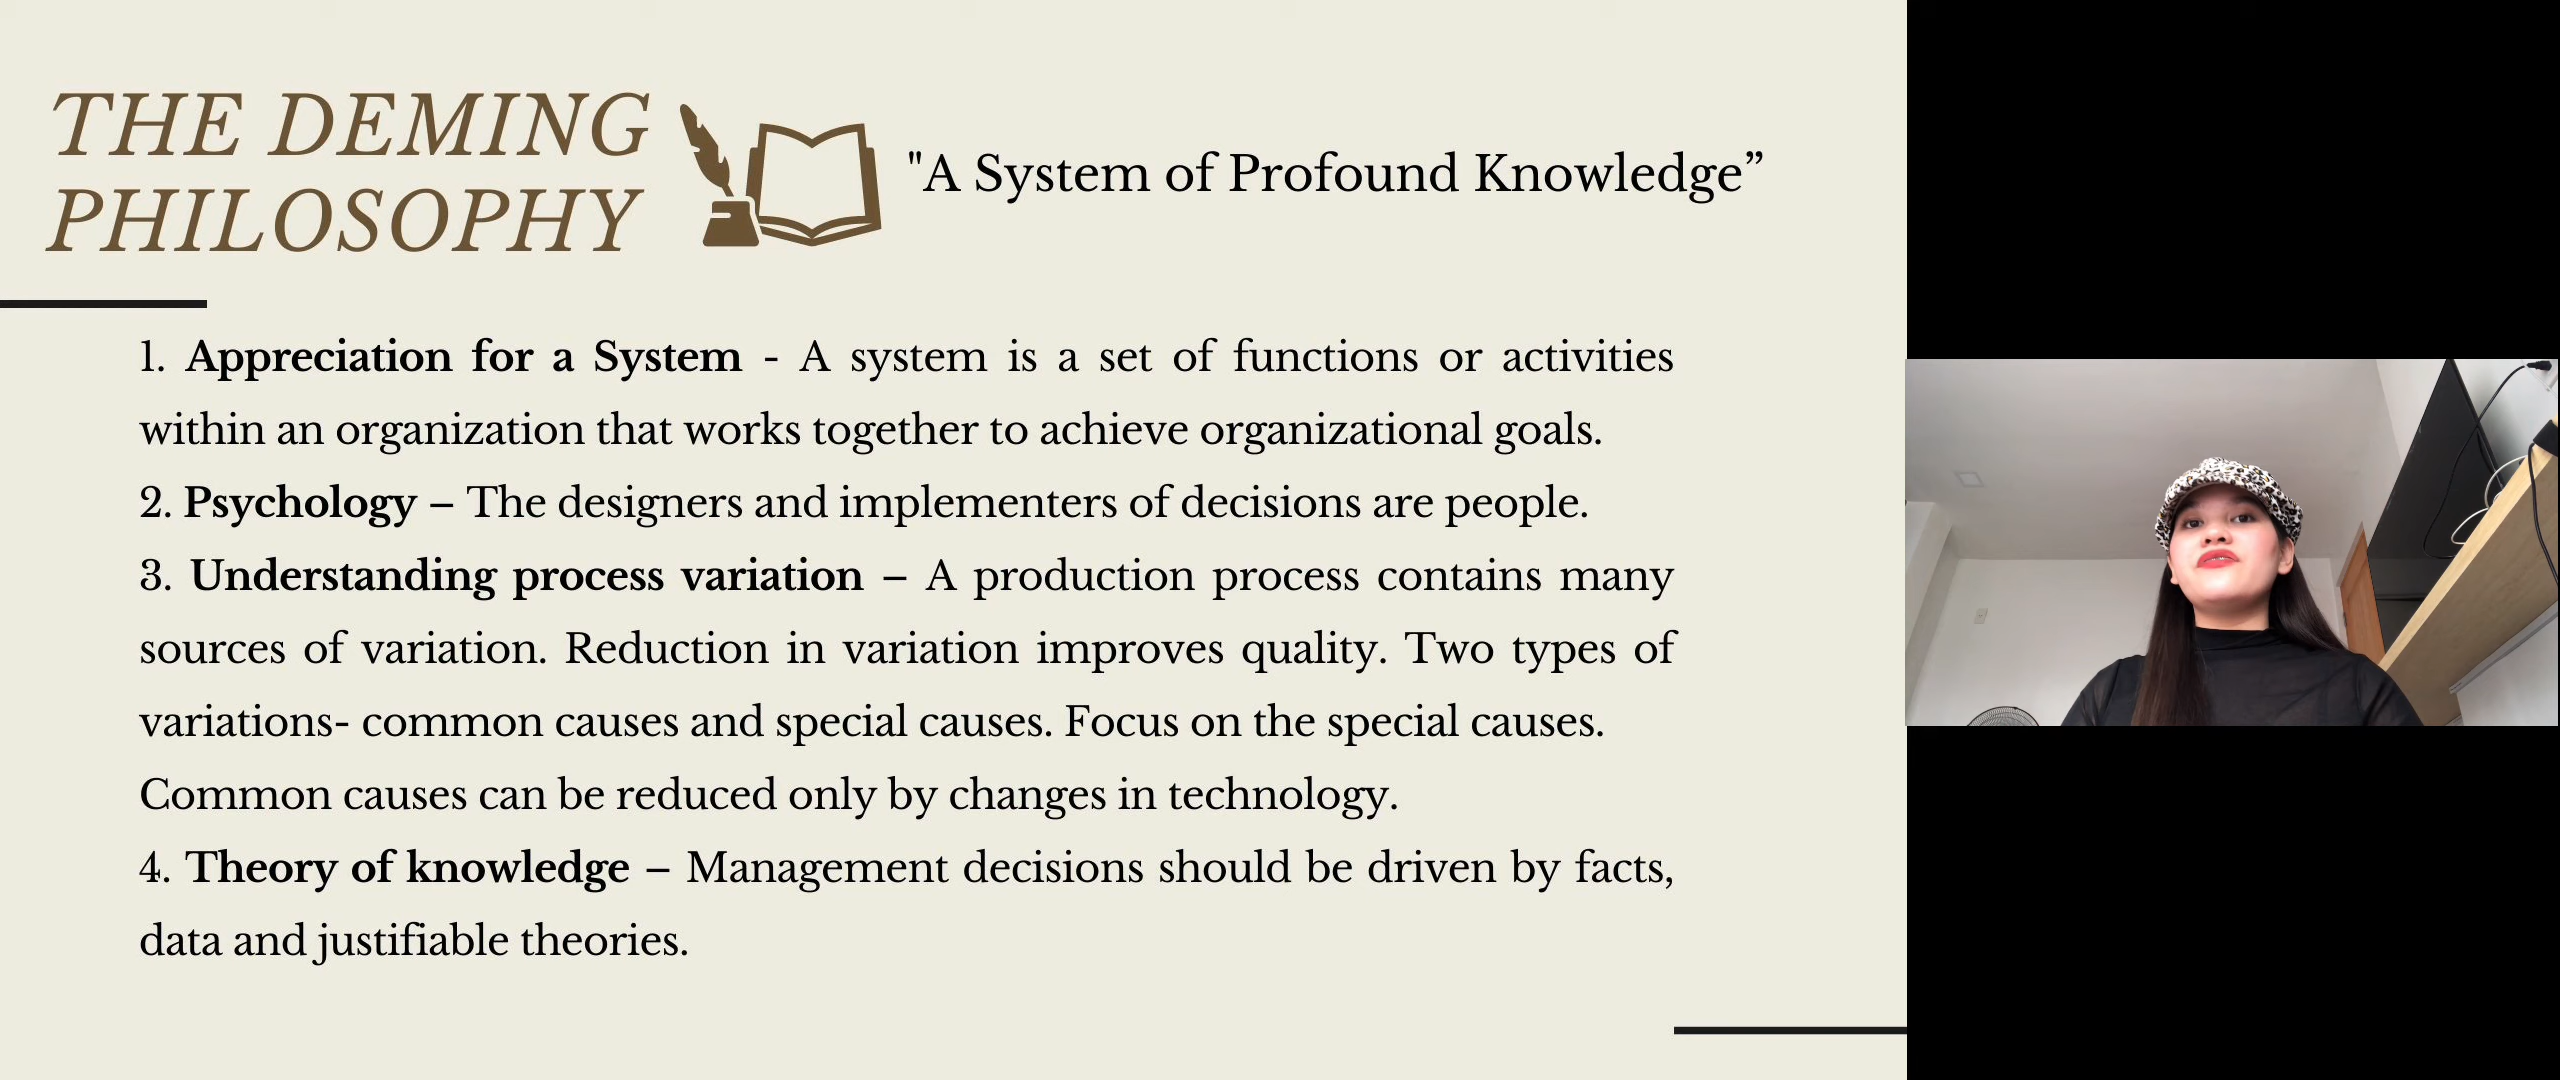 THE DEMING
PHILOSOPHY
"A System of Profound Knowledge”
1. Appreciation for a System - A system is a set of functions or activities
within an organization that works together to achieve organizational goals.
2. Psychology – The designers and implementers of decisions are people.
3. Understanding process variation – A production process contains many
sources of variation. Reduction in variation improves quality. Two types of
variations- common causes and special causes. Focus on the special causes.
Common causes can be reduced only by changes in technology.
4. Theory of knowledge – Management decisions should be driven by facts,
data and justifiable theories.